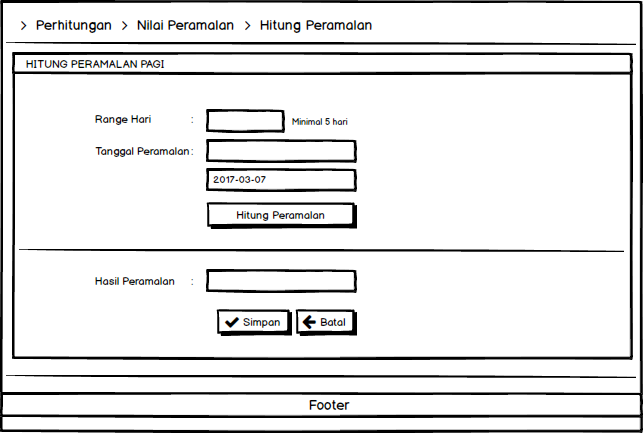 > Perhitungan > Nilai Peramalan > Hitung Peramalan
HITUNG PERAMALAN PAGI
Range Hari : Minimal 5 hari
Tanggal Peramalan :
2017-03-07
Hitung Peramalan
Hasil Peramalan :
Simpan Batal
Footer